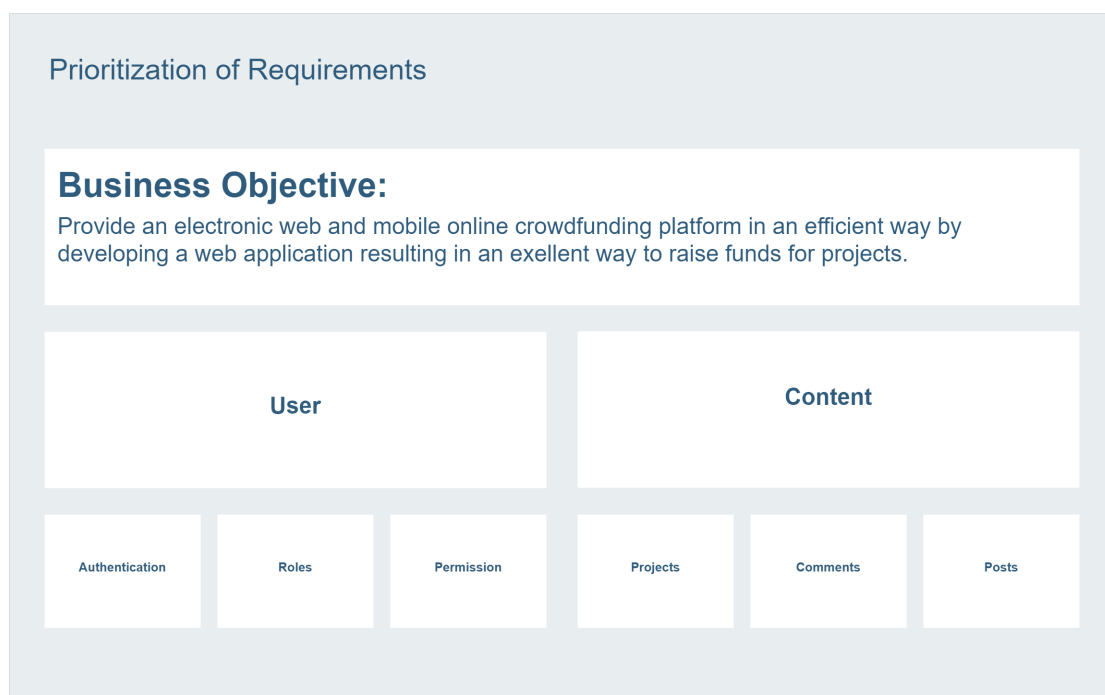 Prioritization of Requirements
Business Objective:
Provide an electronic web and mobile online crowdfunding platform in an efficient way by
developing a web application resulting in an exellent way to raise funds for projects.
User
Content
Authentication
Roles
Permission
Projects
Comments
Posts